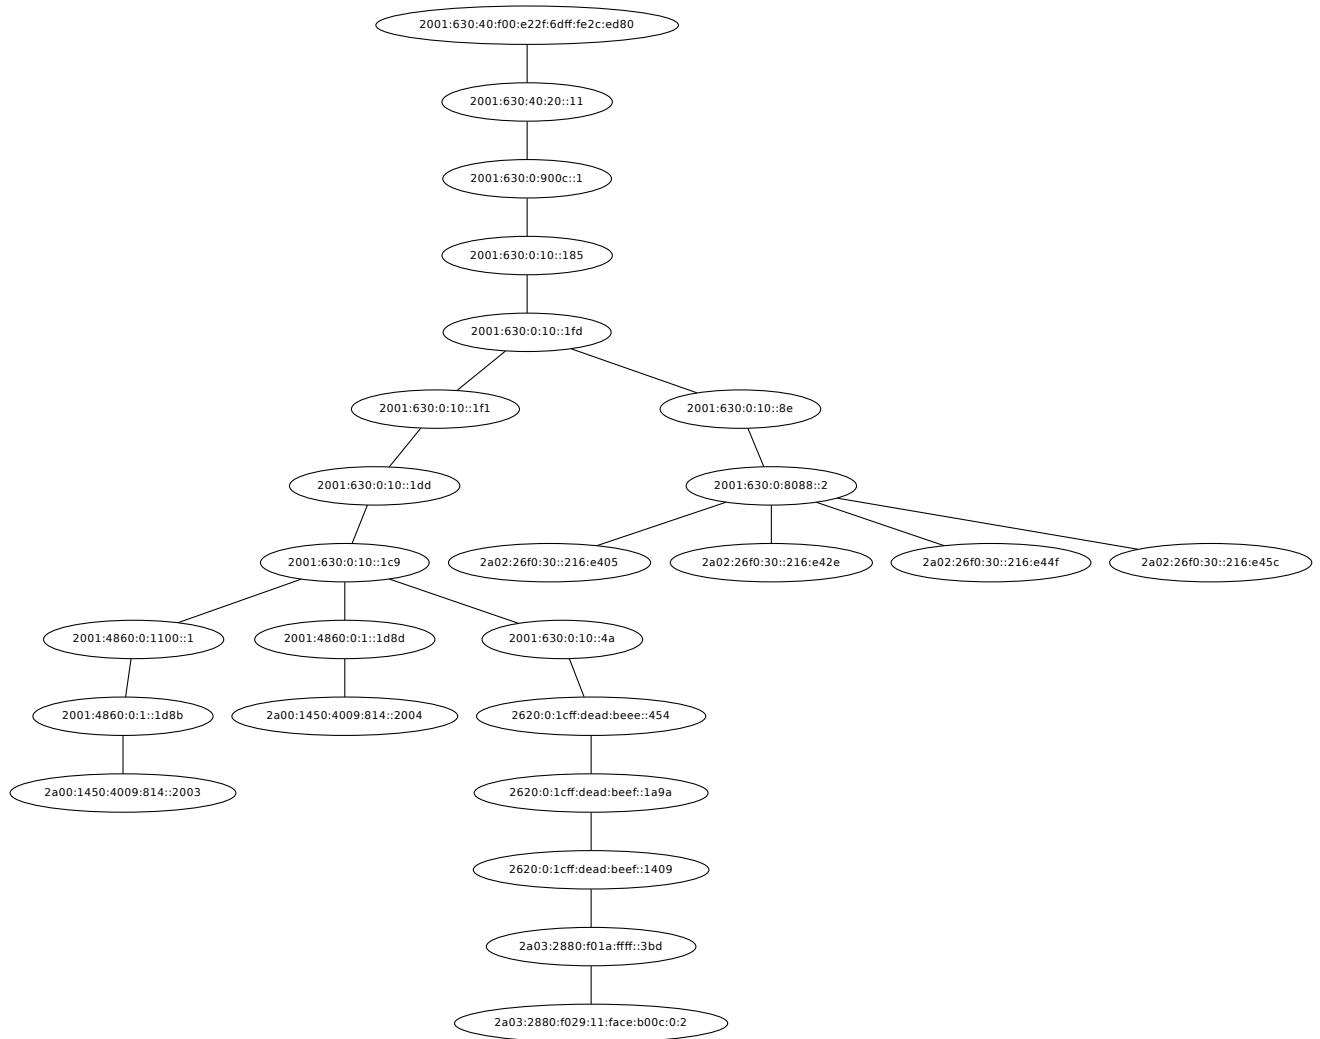 2001:630:40:f00:e22f:6dff:fe2c:ed80
2001:630:40:20::11
2001:630:0:900c::1
2001:630:0:10::185
2001:630:0:10::1fd
2001:630:0:10::1f1
2001:630:0:10::8e
2001:630:0:10::1dd
2001:630:0:8088::2
2001:630:0:10::1c9
2a02:26f0:30::216:e405
2a02:26f0:30::216:e42e
2a02:26f0:30::216:e44f
2a02:26f0:30::216:e45c
2001:4860:0:1100::1
2001:4860:0:1::1d8d
2001:630:0:10::4a
2001:4860:0:1::1d8b
2a00:1450:4009:814::2004
2620:0:1cff:dead:beee::454
2a00:1450:4009:814::2003
2620:0:1cff:dead:beef::1a9a
2620:0:1cff:dead:beef::1409
2a03:2880:f01a:ffff::3bd
2a03:2880:f029:11:face:b00c:0:2